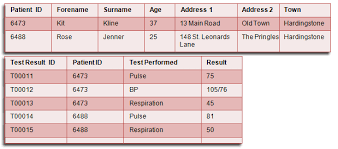 Patient ID Forename Surname Age Address 1 Address 2 Town
6473 Kit Kline 37 13 Main Road Old Town Hardingstone
6488 Rose Jenner 25 148 St. Leonards Lane The Pringles Hardingstone
Test Result ID Patient ID Test Performed Result
T00011 6473 Pulse 75
T00012 6473 BP 105/76
T00013 6473 Respiration 45
T00014 6488 Pulse 81
T00015 6488 Respiration 50